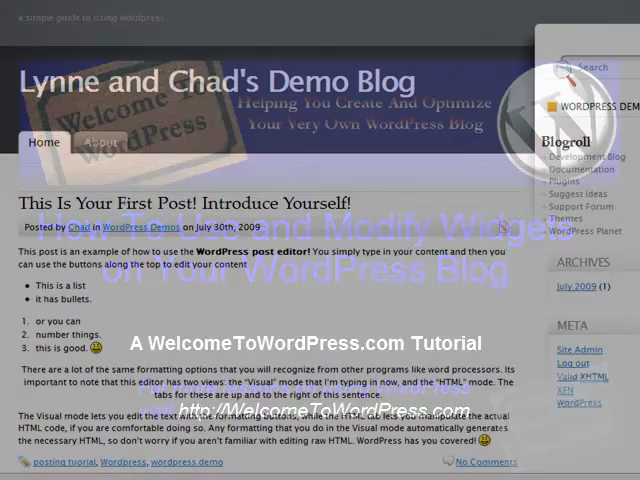 a simple guide to using wordpress
Lynne and Chad's Demo Blog
Search
Welcome To WordPress
Helping You Create And Optimize
Your Very Own WordPress Blog
WORDPRESS DEM
Home
About
Blogroll
Development Blog
Documentation
Plugins
Suggest Ideas
Support Forum
Themes
WordPress Planet
This Is Your First Post! Introduce Yourself!
Posted by Chad in WordPress Demos on July 30th, 2009
How To Use and Modify Widgets
on Your WordPress Blog
This post is an example of how to use the WordPress post editor! You simply type in your content and then you
can use the buttons along the top to edit your content
This is a list
it has bullets.
1. or you can
2. number things.
3. this is good.
ARCHIVES
July 2009 (1)
META
Site Admin
Log out
Valid XHTML
XFN
WordPress
A WelcomeToWordPress.com Tutorial
There are a lot of the same formatting options that you will recognize from other programs like word processors. Its
important to note that this editor has two views: the "Visual" mode that I'm typing in now, and the "HTML" mode. The
tabs for these are up and to the right of this sentence.
For more lessons on using WordPress
visit http://WelcomeToWordPress.com
The Visual mode lets you edit the text with the formatting buttons, while the HTML tab lets you manipulate the actual
HTML code, if you are comfortable doing so. Any formatting that you do in the Visual mode automatically generates
the necessary HTML, so don't worry if you aren't familiar with editing raw HTML. WordPress has you covered!
posting tuorial, Wordpress, wordpress demo
No Comments